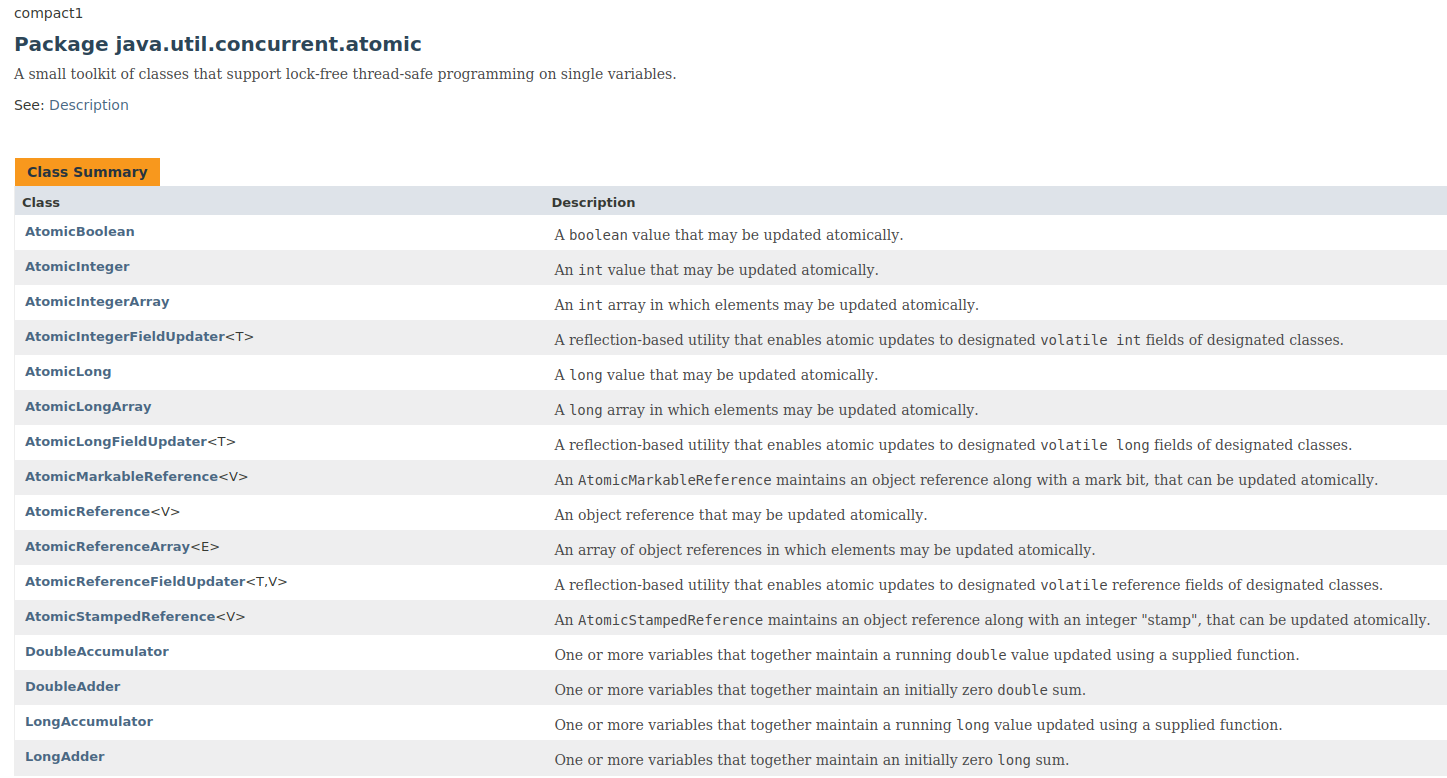 compact1
Package java.util.concurrent.atomic
A small toolkit of classes that support lock-free thread-safe programming on single variables.
See: Description
Class Summary
Class Description
AtomicBoolean A boolean value that may be updated atomically.
AtomicInteger An int value that may be updated atomically.
AtomicIntegerArray An int array in which elements may be updated atomically.
AtomicIntegerFieldUpdater<T> A reflection-based utility that enables atomic updates to designated volatile int fields of designated classes.
AtomicLong A long value that may be updated atomically.
AtomicLongArray A long array in which elements may be updated atomically.
AtomicLongFieldUpdater<T> A reflection-based utility that enables atomic updates to designated volatile long fields of designated classes.
AtomicMarkableReference<V> An AtomicMarkableReference maintains an object reference along with a mark bit, that can be updated atomically.
AtomicReference<V> An object reference that may be updated atomically.
AtomicReferenceArray<E> An array of object references in which elements may be updated atomically.
AtomicReferenceFieldUpdater<T,V> A reflection-based utility that enables atomic updates to designated volatile reference fields of designated classes.
AtomicStampedReference<V> An AtomicStampedReference maintains an object reference along with an integer "stamp", that can be updated atomically.
DoubleAccumulator One or more variables that together maintain a running double value updated using a supplied function.
DoubleAdder One or more variables that together maintain an initially zero double sum.
LongAccumulator One or more variables that together maintain a running long value updated using a supplied function.
LongAdder One or more variables that together maintain an initially zero long sum.